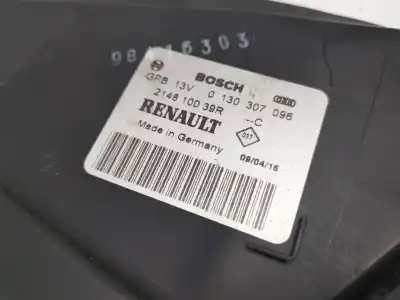 BOSCH
GPB 13V 0 130 307 096
2148 100 39R --C
RENAULT
Made in Germany
09/04/16